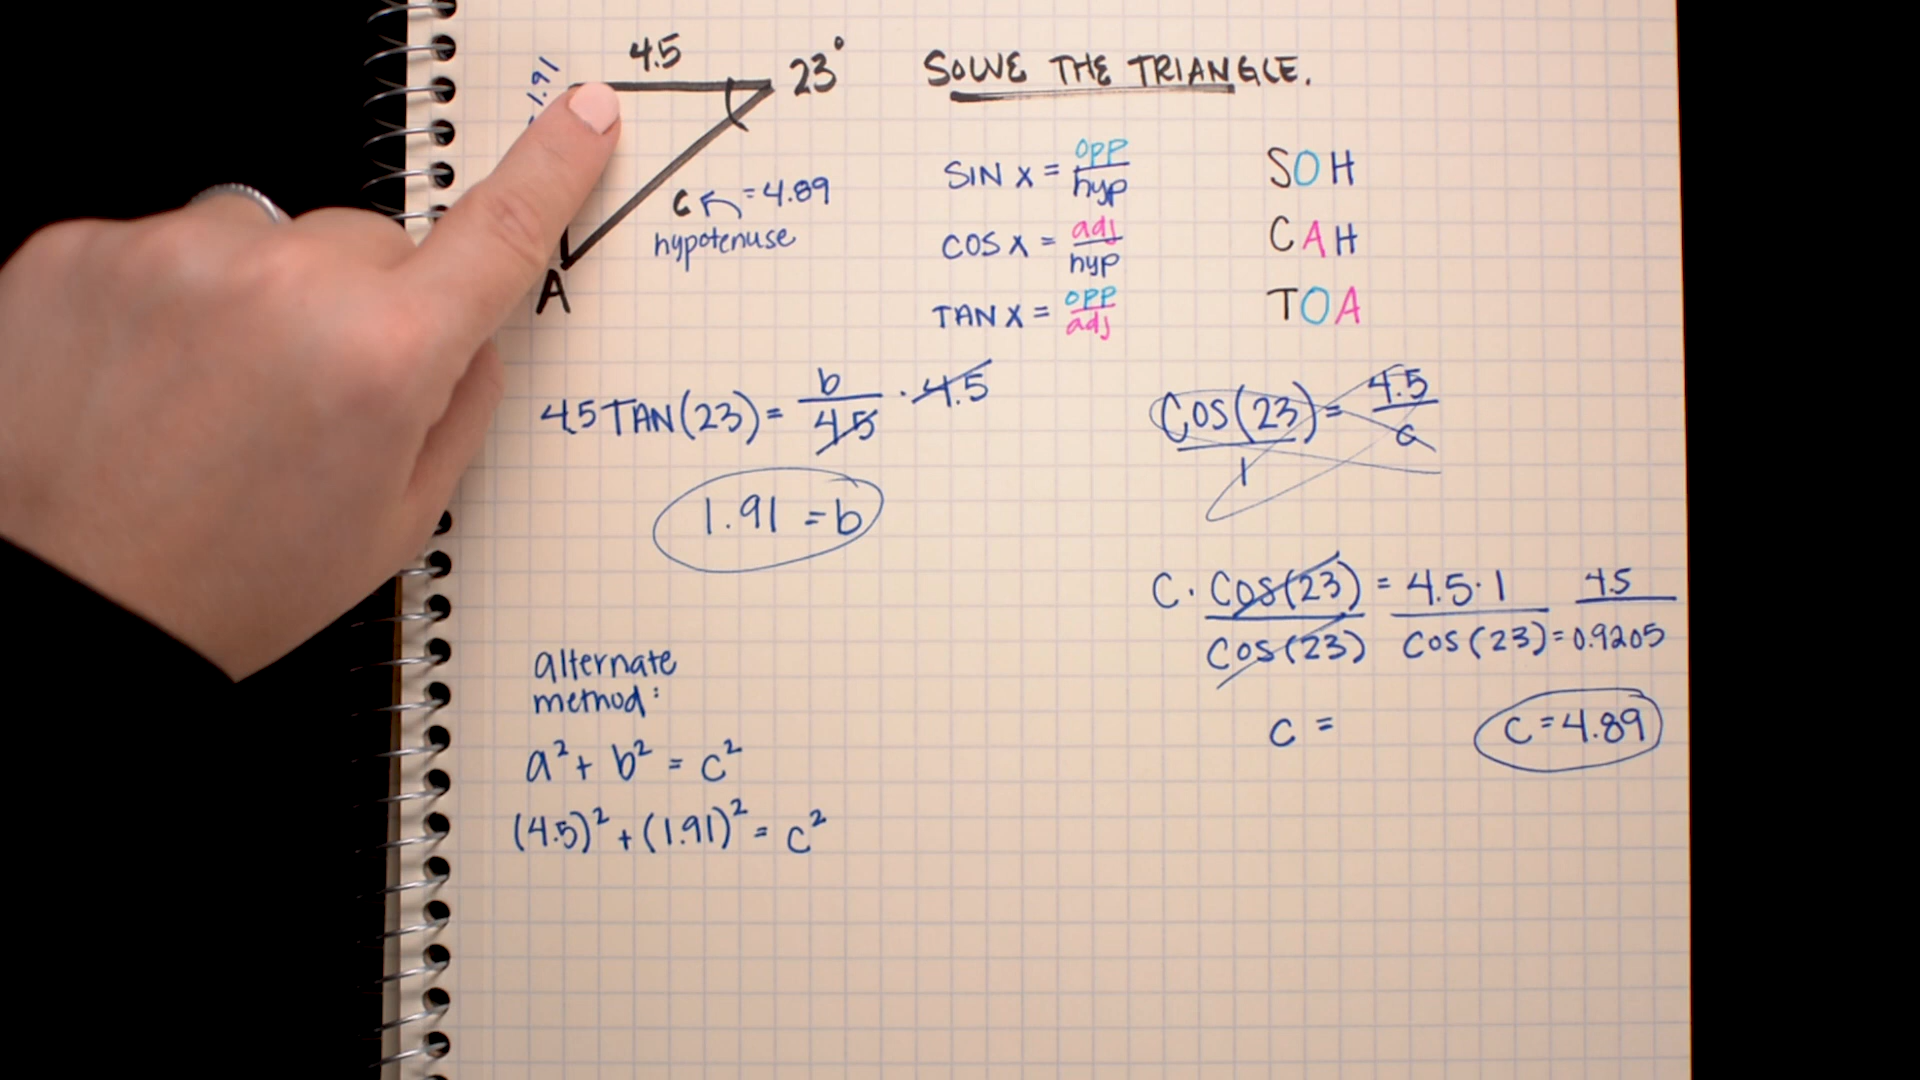 4.5
23°
SOLVE THE TRIANGLE.
1.91
C = 4.89
hypotenuse
A
SIN X = opp/hyp
COS X = adj/hyp
TAN X = opp/adj
SOH
CAH
TOA
4.5 TAN(23) = b/4.5 · 4.5
1.91 = b
Cos(23)/1 = 4.5/c
C · Cos(23)/Cos(23) = 4.5 · 1/Cos(23) 4.5/= 0.9205
C =
C = 4.89
alternate
method:
a² + b² = c²
(4.5)² + (1.91)² = c²